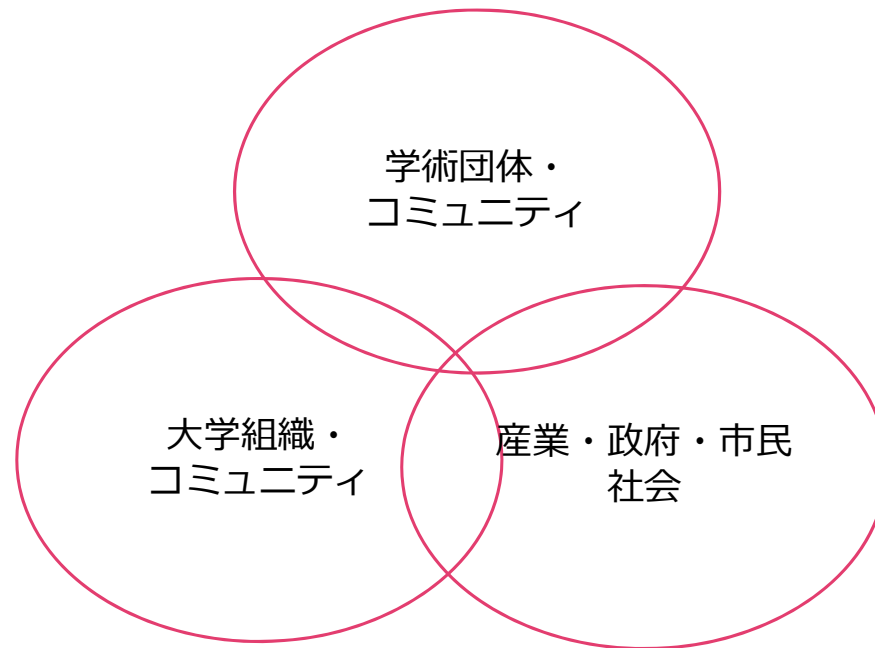 学術団体・
コミュニティ
大学組織・
コミュニティ
産業・政府・市民
社会